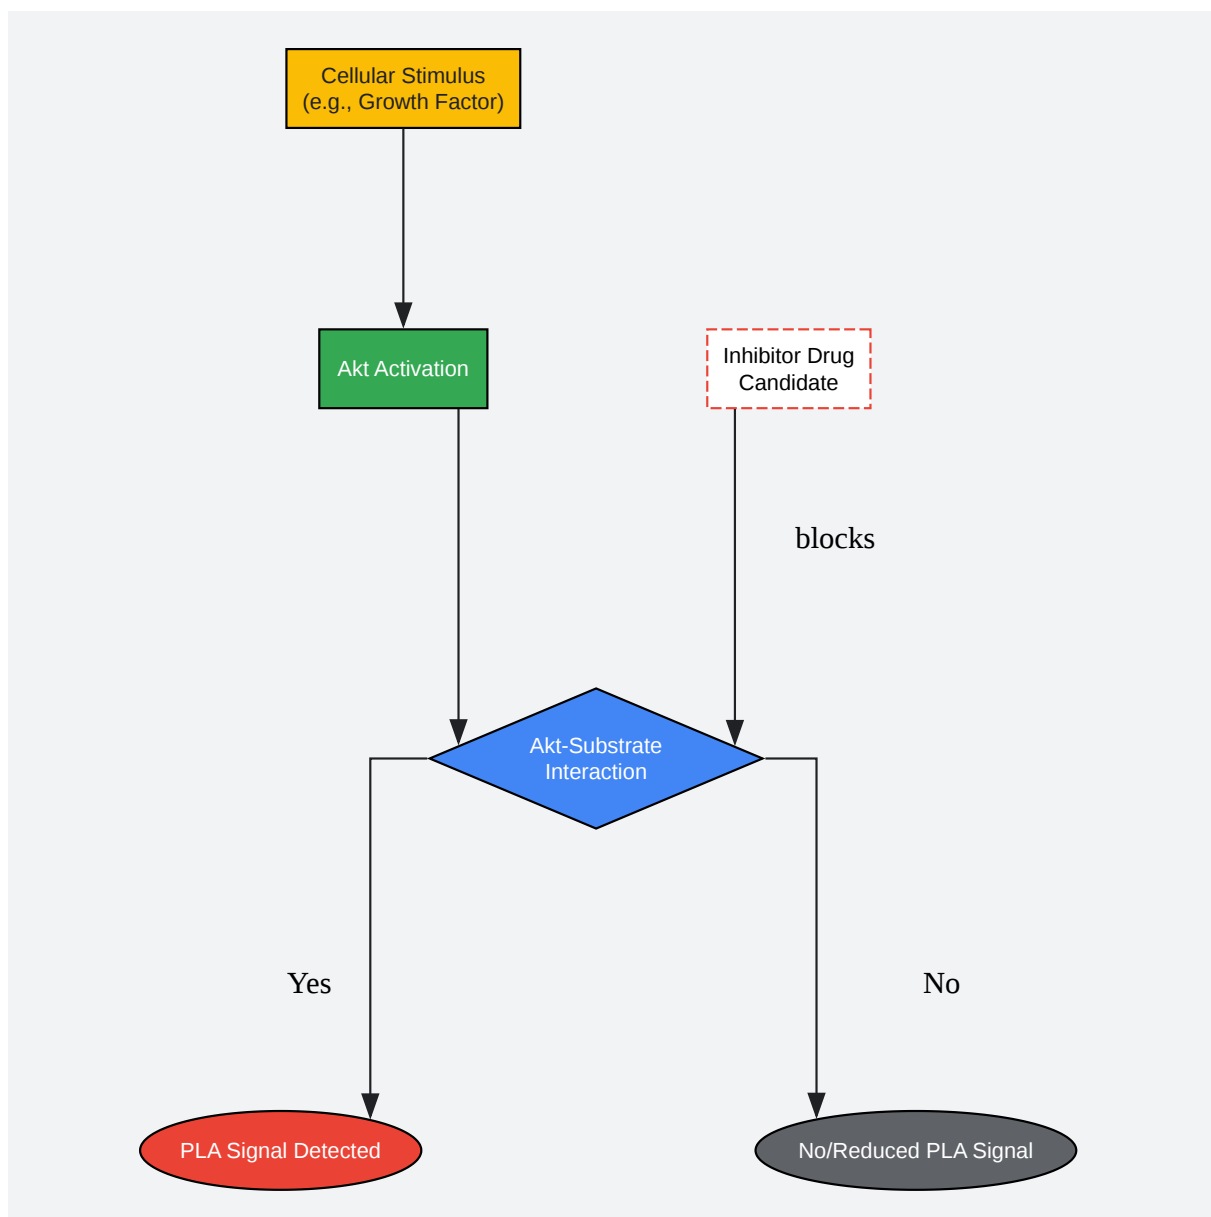 Cellular Stimulus
(e.g., Growth Factor)
Akt Activation
Inhibitor Drug
Candidate
blocks
Akt-Substrate
Interaction
Yes
No
PLA Signal Detected
No/Reduced PLA Signal